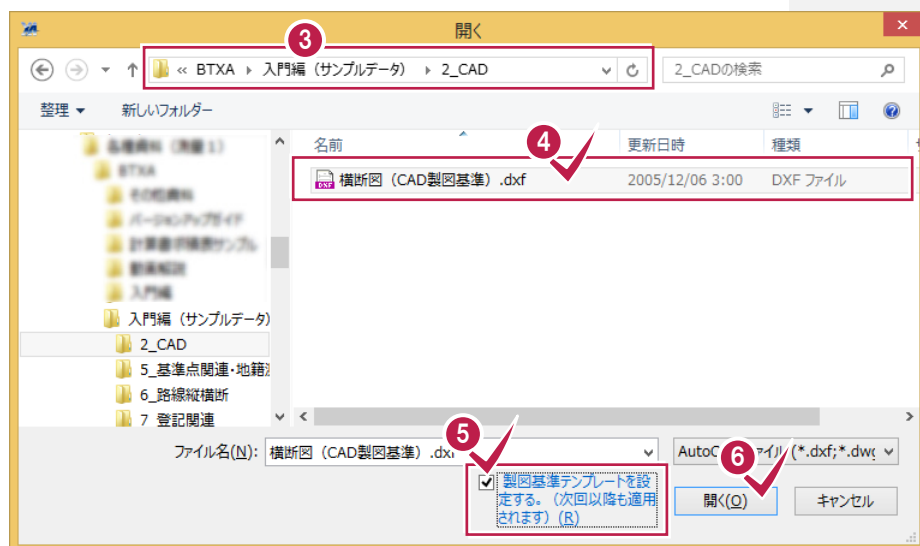 開く
3
« BTXA ▸ 入門編（サンプルデータ） ▸ 2_CAD
2_CADの検索
整理 ▼ 新しいフォルダー
名前 更新日時 種類
4
DXF
横断図（CAD製図基準）.dxf 2005/12/06 3:00 DXF ファイル
BTXA
入門編
入門編（サンプルデータ）
2_CAD
5_基準点関連・地籍
6_路線縦横断
7_登記関連
5
ファイル名(N): 横断図（CAD製図基準）.dxf
(*.dxf;*.dwg
6
製図基準テンプレートを設
定する。（次回以降も適用
されます）(R)
開く(O) キャンセル